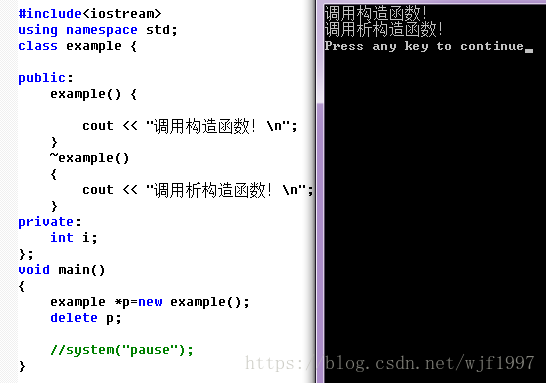 #include<iostream>
using namespace std;
class example {
public:
example() {
cout << "调用构造函数! \n";
}
~example()
{
cout << "调用析构造函数! \n";
}
private:
int i;
};
void main()
{
example *p=new example();
delete p;
//system("pause");
}
调用构造函数!
调用析构造函数!
Press any key to continue_
https://blog.csdn.net/wjf1997